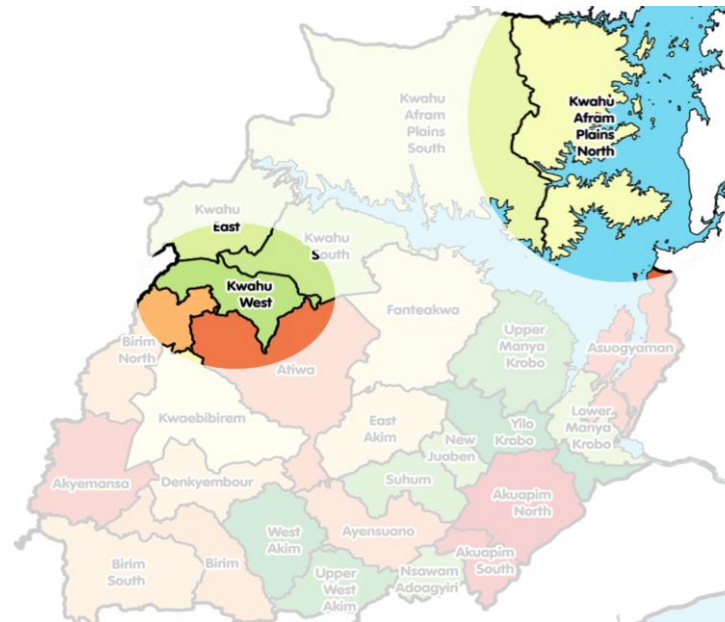 Kwahu
Afram
Plains
South
Kwahu
Afram
Plains
North
Kwahu
East
Kwahu
South
Kwahu
West
Birim
North
Atiwa
Fanteakwa
Upper
Manya
Krobo
Asuogyaman
Kwaebibirem
East
Akim
New
Juaben
Yilo
Krobo
Lower
Manya
Krobo
Akyemansa
Denkyembour
Suhum
Akuapim
North
West
Akim
Ayensuano
Birim
South
Birim
Upper
West
Akim
Nsawam
Adoagyiri
Akuapim
South